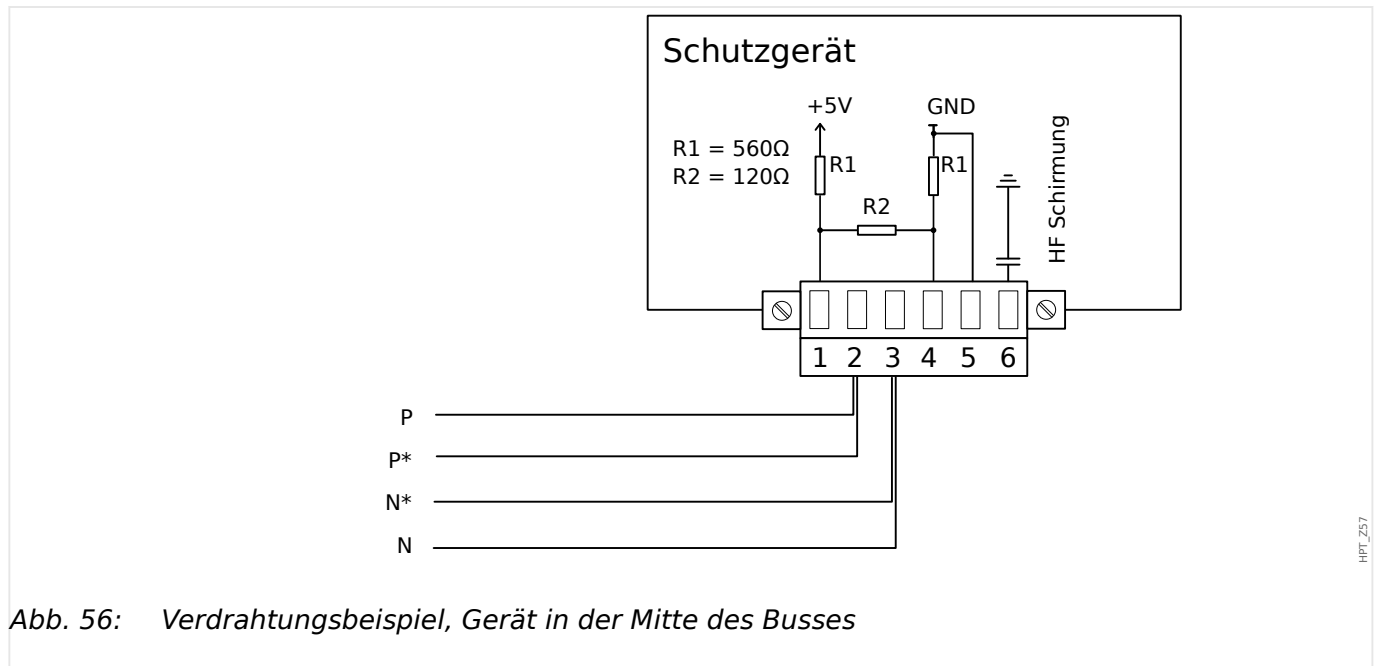 Schutzgerät
+5V
GND
R1 = 560Ω
R2 = 120Ω
R1
R1
R2
HF Schirmung
1 2 3 4 5 6
P
P*
N*
N
HPT_Z57
Abb. 56: Verdrahtungsbeispiel, Gerät in der Mitte des Busses